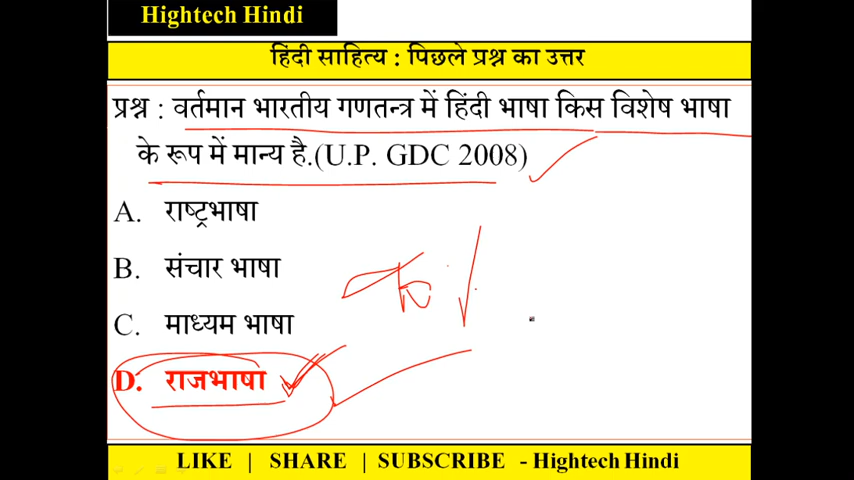 Hightech Hindi
हिंदी साहित्य : पिछले प्रश्न का उत्तर
प्रश्न : वर्तमान भारतीय गणतन्त्र में हिंदी भाषा किस विशेष भाषा
के रूप में मान्य है.(U.P. GDC 2008)
A. राष्ट्रभाषा
B. संचार भाषा
C. माध्यम भाषा
D. राजभाषा
LIKE | SHARE | SUBSCRIBE - Hightech Hindi